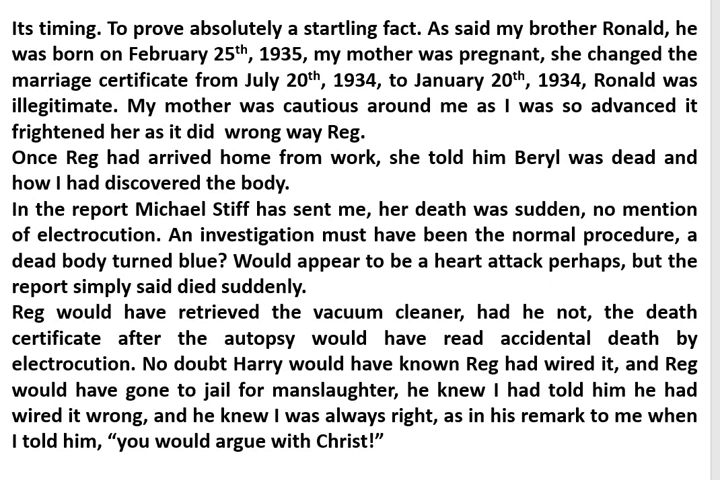 Its timing. To prove absolutely a startling fact. As said my brother Ronald, he
was born on February 25th, 1935, my mother was pregnant, she changed the
marriage certificate from July 20th, 1934, to January 20th, 1934, Ronald was
illegitimate. My mother was cautious around me as I was so advanced it
frightened her as it did wrong way Reg.
Once Reg had arrived home from work, she told him Beryl was dead and
how I had discovered the body.
In the report Michael Stiff has sent me, her death was sudden, no mention
of electrocution. An investigation must have been the normal procedure, a
dead body turned blue? Would appear to be a heart attack perhaps, but the
report simply said died suddenly.
Reg would have retrieved the vacuum cleaner, had he not, the death
certificate after the autopsy would have read accidental death by
electrocution. No doubt Harry would have known Reg had wired it, and Reg
would have gone to jail for manslaughter, he knew I had told him he had
wired it wrong, and he knew I was always right, as in his remark to me when
I told him, “you would argue with Christ!”